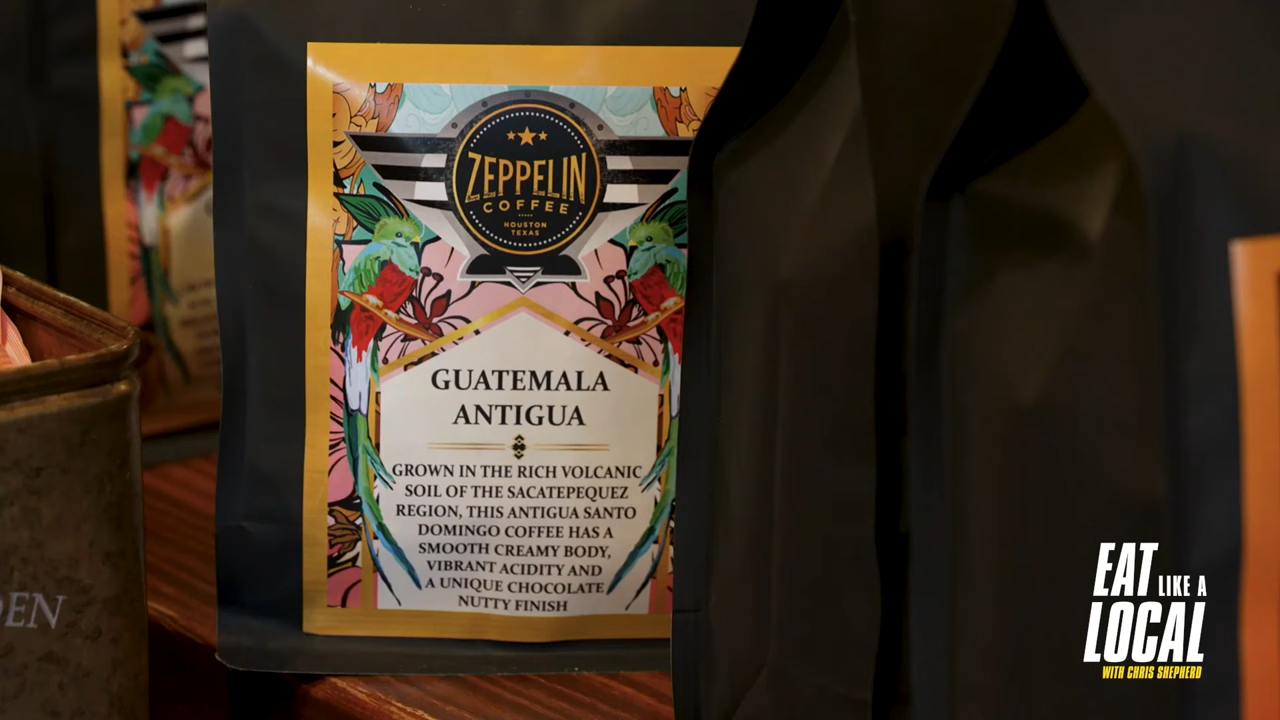 ZEPPELIN
COFFEE
HOUSTON
TEXAS
GUATEMALA
ANTIGUA
GROWN IN THE RICH VOLCANIC
SOIL OF THE SACATEPEQUEZ
REGION, THIS ANTIGUA SANTO
DOMINGO COFFEE HAS A
SMOOTH CREAMY BODY,
VIBRANT ACIDITY AND
A UNIQUE CHOCOLATE
NUTTY FINISH
EAT LIKE A
LOCAL
WITH CHRIS SHEPHERD